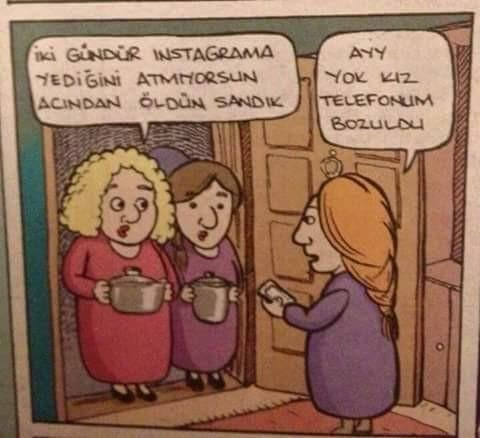 İKİ GÜNDÜR INSTAGRAMA
YEDİĞİNİ ATMIYORSUN
ACINDAN ÖLDÜN SANDIK
AYY
YOK KIZ
TELEFONUM
BOZULDU